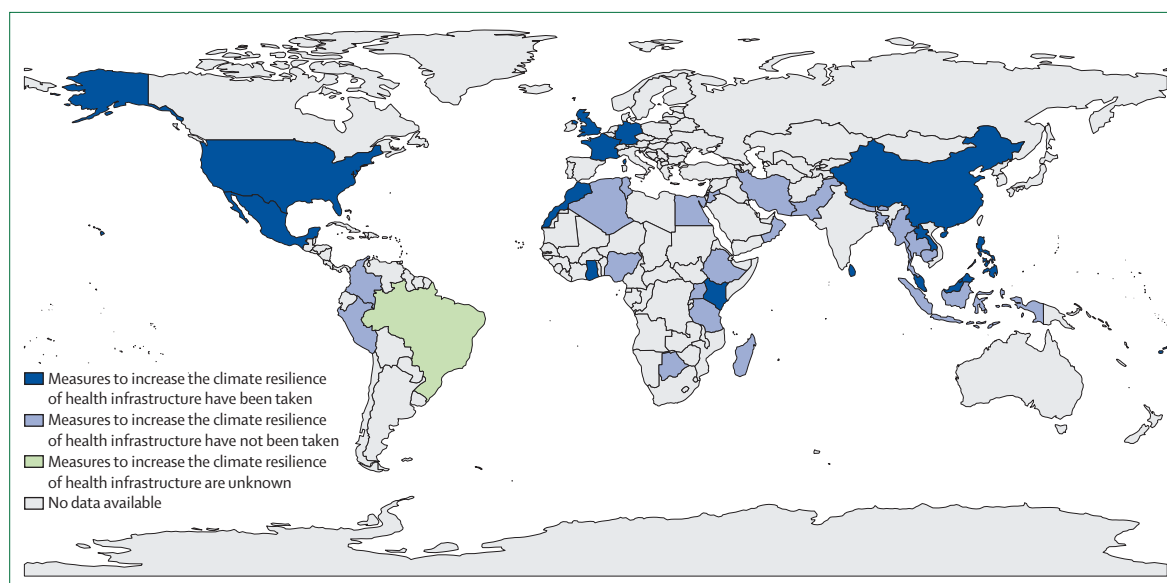 Measures to increase the climate resilience
of health infrastructure have been taken
Measures to increase the climate resilience
of health infrastructure have not been taken
Measures to increase the climate resilience
of health infrastructure are unknown
No data available